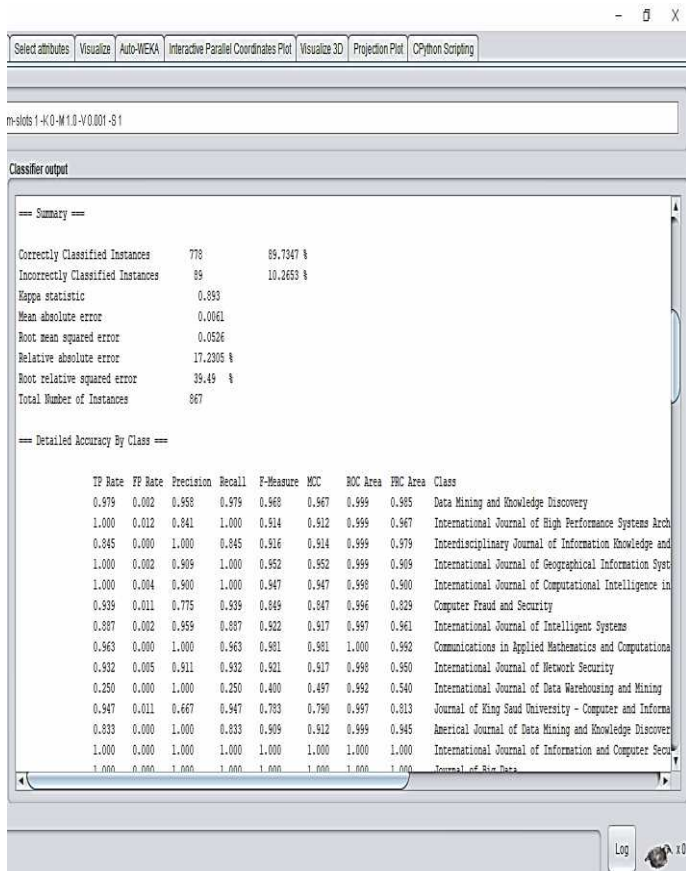 Select attributes Visualize Auto-WEKA Interactive Parallel Coordinates Plot Visualize 3D Projection Plot CPython Scripting
m-slots 1 -K 0 -M 1.0 -V 0.001 -S 1
Classifier output
=== Summary ===
Correctly Classified Instances 778 89.7347 %
Incorrectly Classified Instances 89 10.2653 %
Kappa statistic 0.893
Mean absolute error 0.0061
Root mean squared error 0.0526
Relative absolute error 17.2305 %
Root relative squared error 39.49 %
Total Number of Instances 867
=== Detailed Accuracy By Class ===
TP Rate FP Rate Precision Recall F-Measure MCC ROC Area PRC Area Class
0.979 0.002 0.958 0.979 0.968 0.967 0.999 0.985 Data Mining and Knowledge Discovery
1.000 0.012 0.841 1.000 0.914 0.912 0.999 0.967 International Journal of High Performance Systems Arch
0.845 0.000 1.000 0.845 0.916 0.914 0.999 0.979 Interdisciplinary Journal of Information Knowledge and
1.000 0.002 0.909 1.000 0.952 0.952 0.999 0.909 International Journal of Geographical Information Syst
1.000 0.004 0.900 1.000 0.947 0.947 0.998 0.900 International Journal of Computational Intelligence in
0.939 0.011 0.775 0.939 0.849 0.847 0.996 0.829 Computer Fraud and Security
0.887 0.002 0.959 0.887 0.922 0.917 0.997 0.961 International Journal of Intelligent Systems
0.963 0.000 1.000 0.963 0.981 0.981 1.000 0.992 Communications in Applied Mathematics and Computationa
0.932 0.005 0.911 0.932 0.921 0.917 0.998 0.950 International Journal of Network Security
0.250 0.000 1.000 0.250 0.400 0.497 0.992 0.540 International Journal of Data Warehousing and Mining
0.947 0.011 0.667 0.947 0.783 0.790 0.997 0.813 Journal of King Saud University - Computer and Informa
0.833 0.000 1.000 0.833 0.909 0.912 0.999 0.945 Americal Journal of Data Mining and Knowledge Discover
1.000 0.000 1.000 1.000 1.000 1.000 1.000 1.000 International Journal of Information and Computer Secu
1.000 0.000 1.000 1.000 1.000 1.000 1.000 1.000 Journal of Big Data
Log x 0